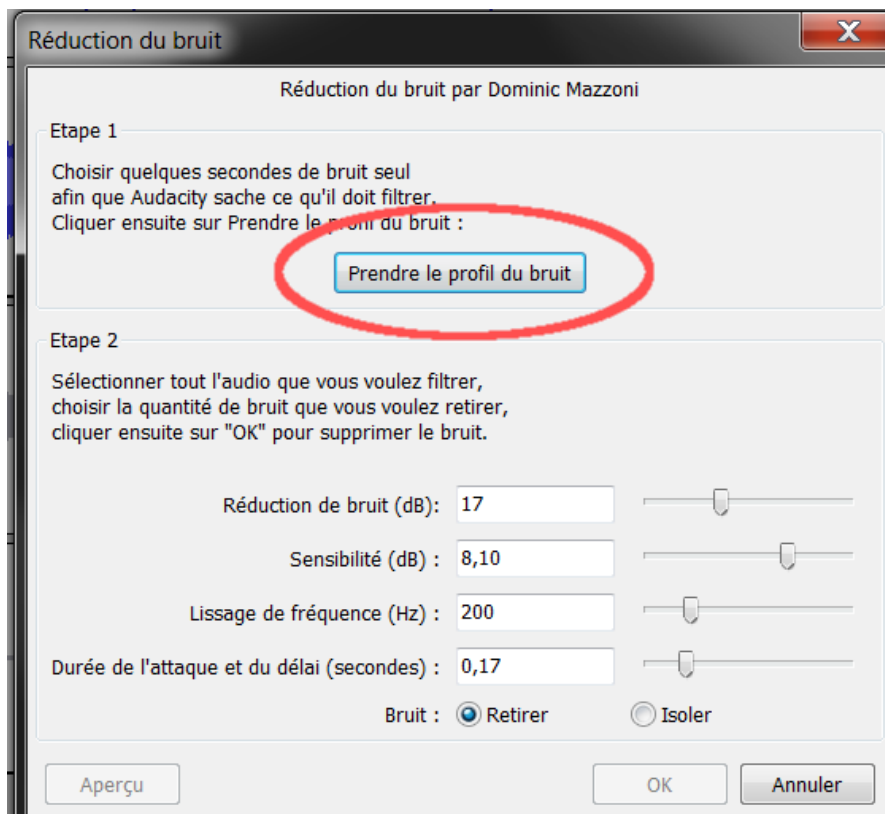 Réduction du bruit
Réduction du bruit par Dominic Mazzoni
Etape 1
Choisir quelques secondes de bruit seul
afin que Audacity sache ce qu'il doit filtrer.
Cliquer ensuite sur Prendre le profil du bruit :
Prendre le profil du bruit
Etape 2
Sélectionner tout l'audio que vous voulez filtrer,
choisir la quantité de bruit que vous voulez retirer,
cliquer ensuite sur "OK" pour supprimer le bruit.
Réduction de bruit (dB): 17
Sensibilité (dB) : 8,10
Lissage de fréquence (Hz) : 200
Durée de l'attaque et du délai (secondes) : 0,17
Bruit : Retirer Isoler
Aperçu OK Annuler